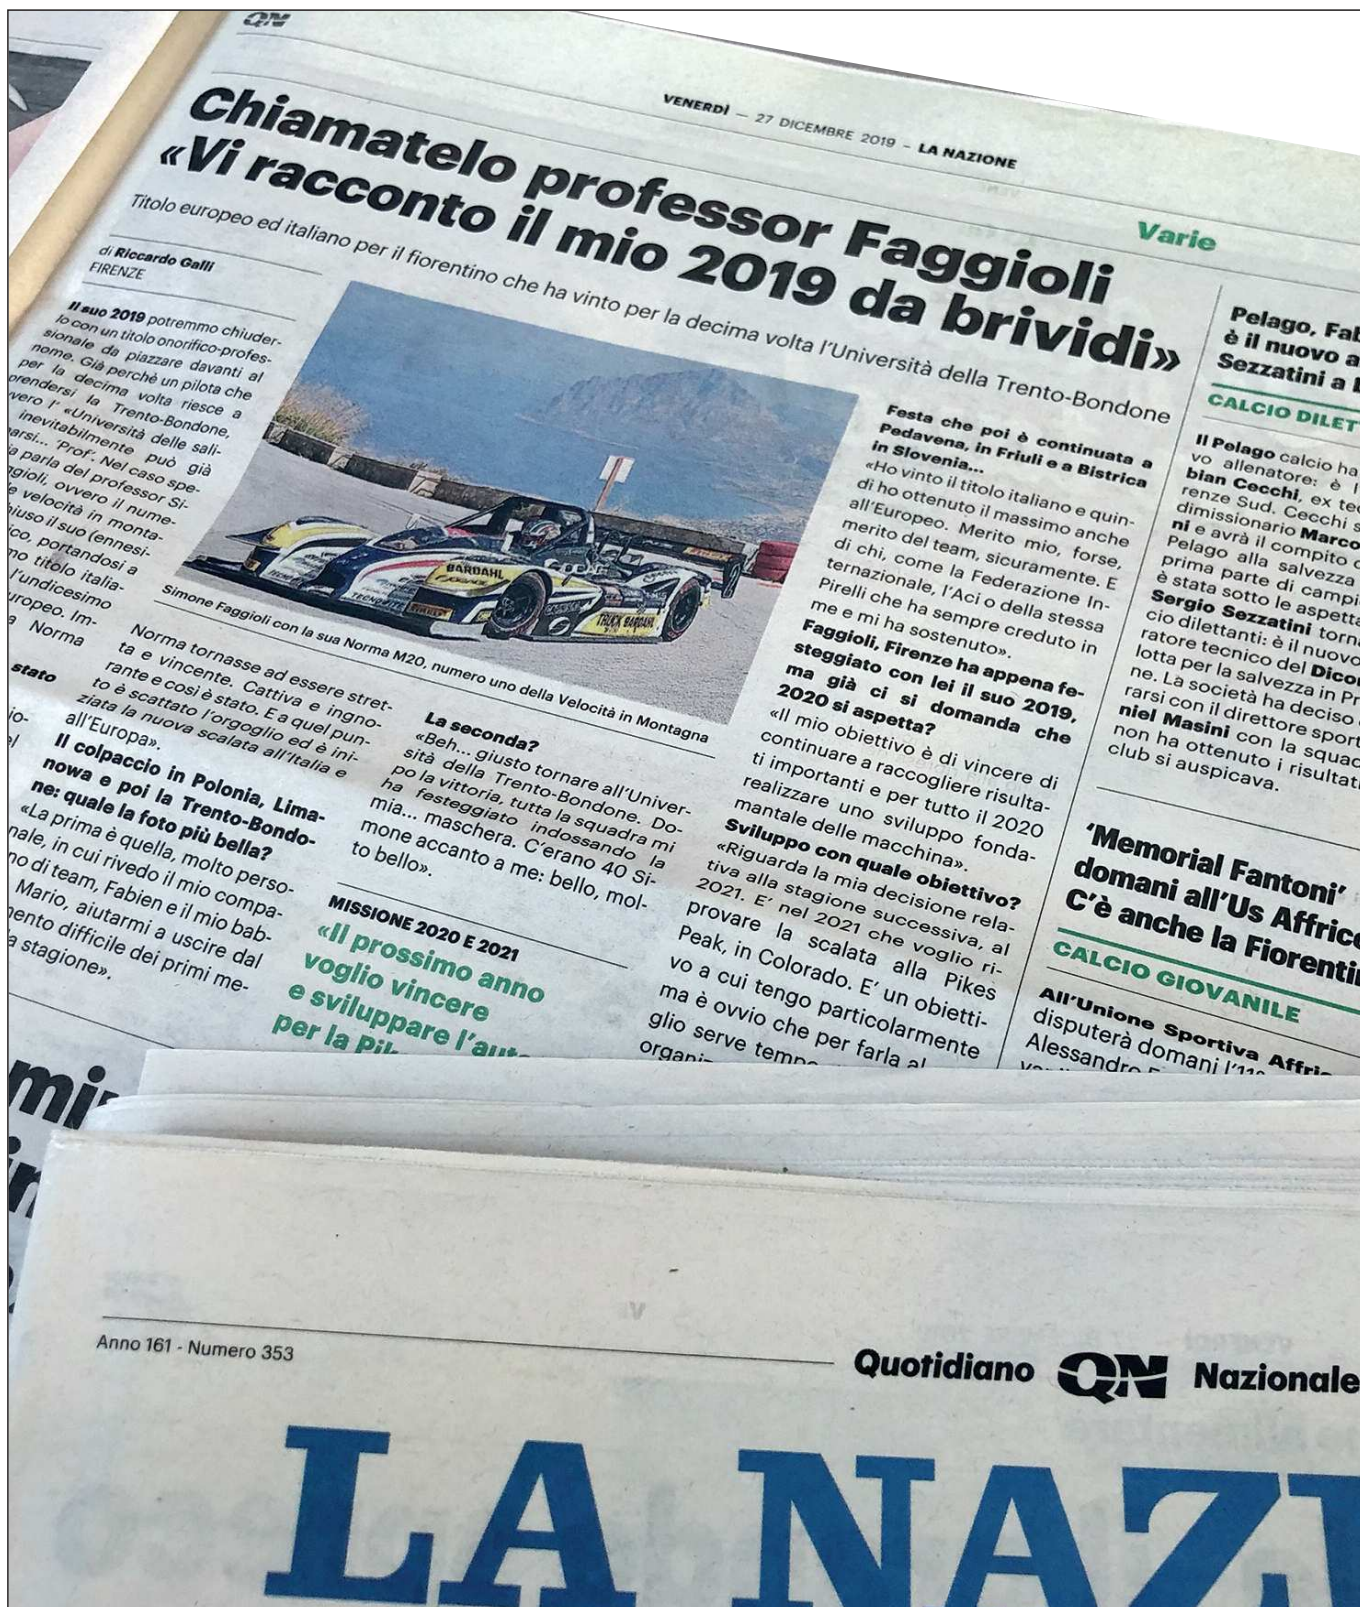 QN
VENERDÌ — 27 DICEMBRE 2019 – LA NAZIONE
Varie
Chiamatelo professor Faggioli
«Vi racconto il mio 2019 da brividi»
Titolo europeo ed italiano per il fiorentino che ha vinto per la decima volta l'Università della Trento-Bondone
di Riccardo Galli
FIRENZE
Il suo 2019 potremmo chiuder-
lo con un titolo onorifico-profes-
sionale da piazzare davanti al
nome. Già perchè un pilota che
per la decima volta riesce a
prendersi la Trento-Bondone,
l' «Università delle sali-
inevitabilmente può già
'Prof'. Nel caso spe-
parla del professor Si-
ovvero il nume-
velocità in monta-
il suo (ennesi-
portandosi a
titolo italia-
l'undicesimo
Im-
Norma
stato
Norma tornasse ad essere stret-
ta e vincente. Cattiva e ingno-
rante e così è stato. E a quel pun-
to è scattato l'orgoglio ed è ini-
ziata la nuova scalata all'Italia e
all'Europa».
Il colpaccio in Polonia, Lima-
nowa e poi la Trento-Bondo-
ne: quale la foto più bella?
«La prima è quella, molto perso-
nale, in cui rivedo il mio compa-
no di team, Fabien e il mio bab-
Mario, aiutarmi a uscire dal
difficile dei primi me-
stagione».
BARDAHL
PIRELLI
TRUCK BARDAHL
Simone Faggioli con la sua Norma M20, numero uno della Velocità in Montagna
La seconda?
«Beh... giusto tornare all'Univer-
sità della Trento-Bondone. Do-
po la vittoria, tutta la squadra mi
ha festeggiato indossando la
mia... maschera. C'erano 40 Si-
mone accanto a me: bello, mol-
to bello».
MISSIONE 2020 E 2021
«Il prossimo anno
voglio vincere
e sviluppare l'auto
per la
Festa che poi è continuata a
Pedavena, in Friuli e a Bistrica
in Slovenia...
«Ho vinto il titolo italiano e quin-
di ho ottenuto il massimo anche
all'Europeo. Merito mio, forse,
merito del team, sicuramente. E
di chi, come la Federazione In-
ternazionale, l'Aci o della stessa
Pirelli che ha sempre creduto in
me e mi ha sostenuto».
Faggioli, Firenze ha appena fe-
steggiato con lei il suo 2019,
ma già ci si domanda che
2020 si aspetta?
«Il mio obiettivo è di vincere di
continuare a raccogliere risulta-
ti importanti e per tutto il 2020
realizzare uno sviluppo fonda-
mantale delle macchina».
Sviluppo con quale obiettivo?
«Riguarda la mia decisione rela-
tiva alla stagione successiva, al
2021. E' nel 2021 che voglio ri-
provare la scalata alla Pikes
Peak, in Colorado. E' un obietti-
vo a cui tengo particolarmente
ma è ovvio che per farla al
glio serve tempo
Pelago, Fab
è il nuovo a
Sezzatini a
CALCIO DILET
Il Pelago calcio ha
vo allenatore: è
bian Cecchi, ex tec
renze Sud. Cecchi s
dimissionario Marco
ni e avrà il compito
Pelago alla salvezza
prima parte di campi
è stata sotto le aspetta
Sergio Sezzatini torna
cio dilettanti: è il nuovo
ratore tecnico del Dico
lotta per la salvezza in Pr
ne. La società ha deciso
rarsi con il direttore sport
niel Masini con la squad
non ha ottenuto i risultati
club si auspicava.
'Memorial Fantoni'
domani all'Us Affrico
C'è anche la Fiorenti
CALCIO GIOVANILE
All'Unione Sportiva Affric
disputerà domani l'11ª
Alessandro
Anno 161 - Numero 353
Quotidiano QN Nazionale
LA NAZ